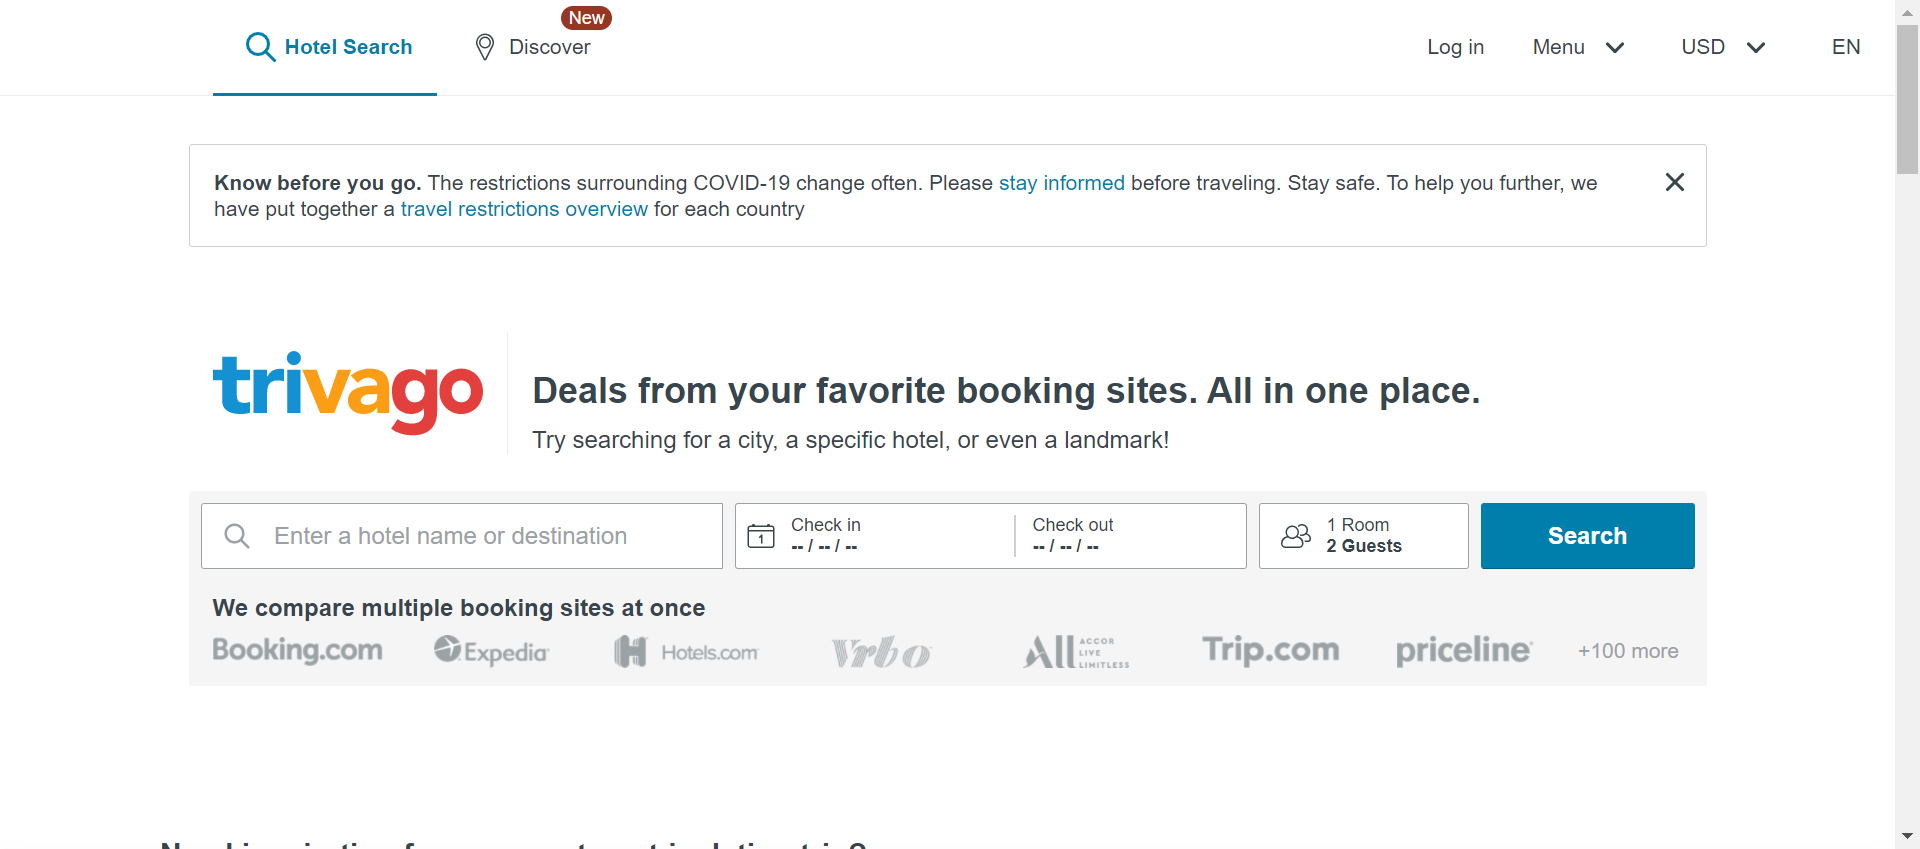 New
Hotel Search
Discover
Log in
Menu
USD
EN
Know before you go. The restrictions surrounding COVID-19 change often. Please stay informed before traveling. Stay safe. To help you further, we
have put together a travel restrictions overview for each country
trivago
Deals from your favorite booking sites. All in one place.
Try searching for a city, a specific hotel, or even a landmark!
Enter a hotel name or destination
1
Check in
-- / -- / --
Check out
-- / -- / --
1 Room
2 Guests
Search
We compare multiple booking sites at once
Booking.com
Expedia
H Hotels.com
Vrbo
All ACCOR
LIVE
LIMITLESS
Trip.com
priceline
+100 more